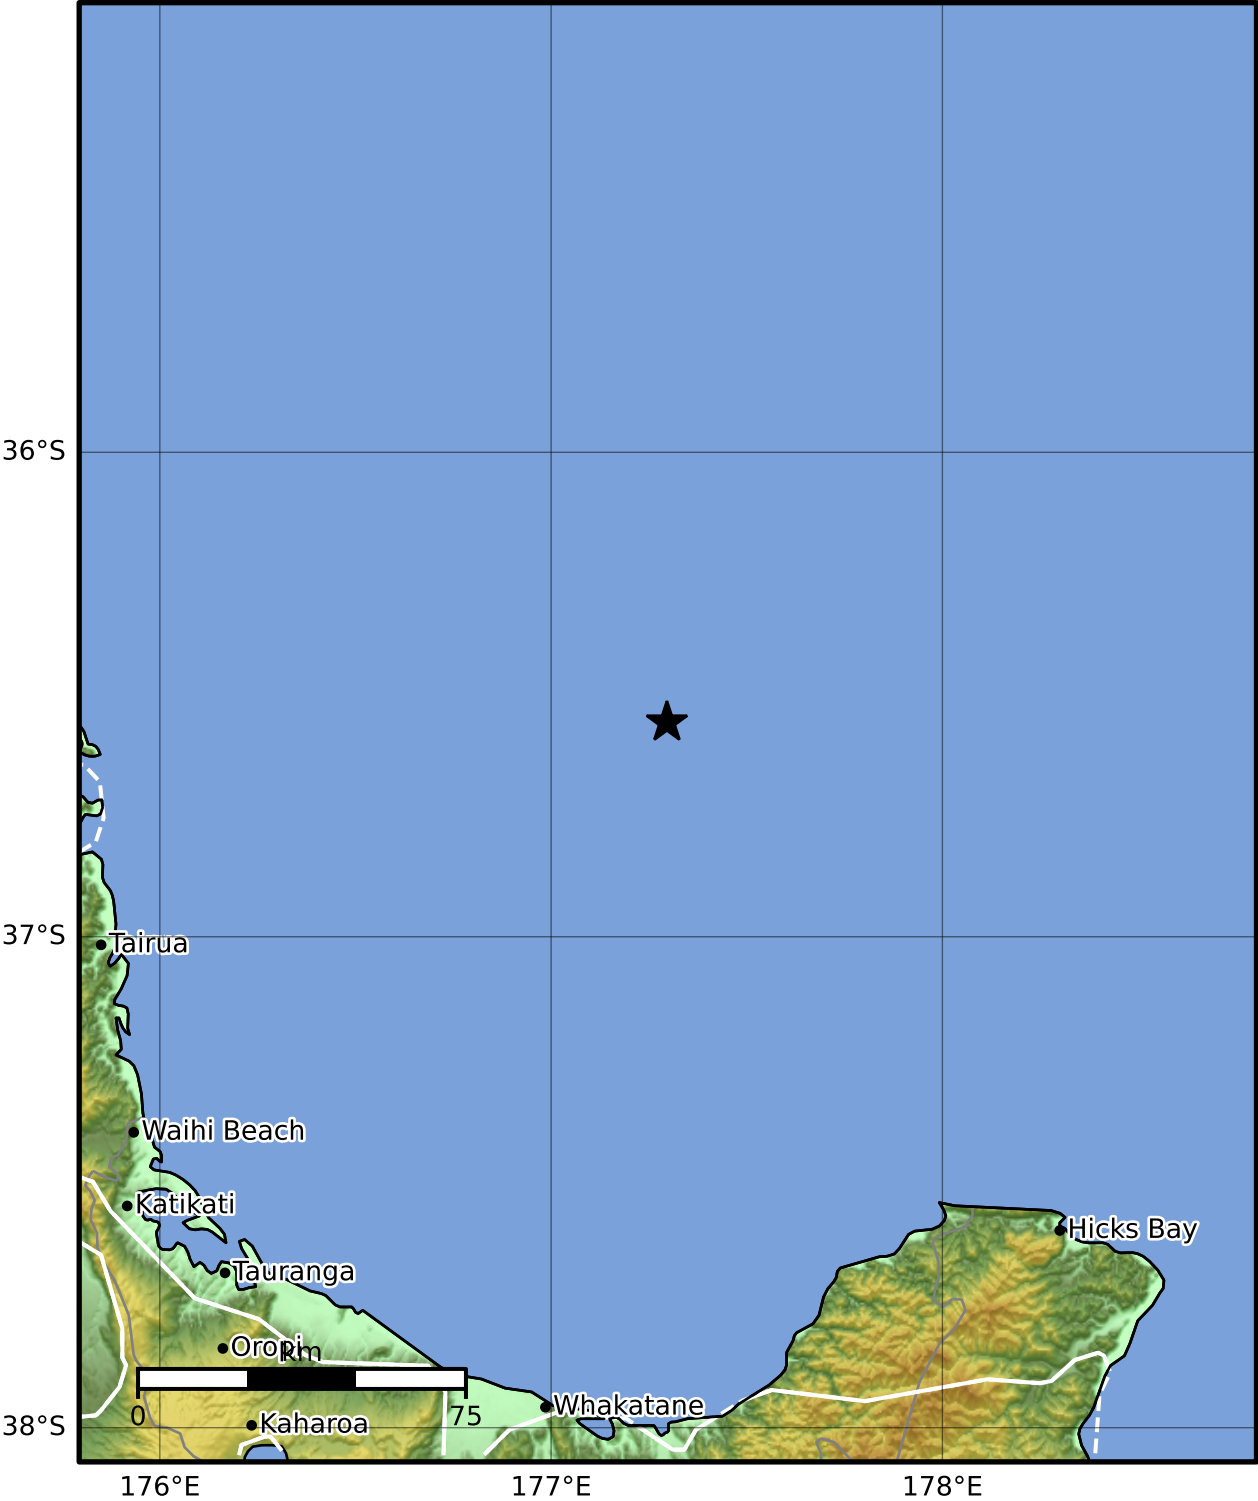 36°S
37°S
Tairua
Waihi Beach
Katikati
Hicks Bay
Tauranga
Oropi
km
0
75
Whakatane
Kaharoa
38°S
176°E
177°E
178°E